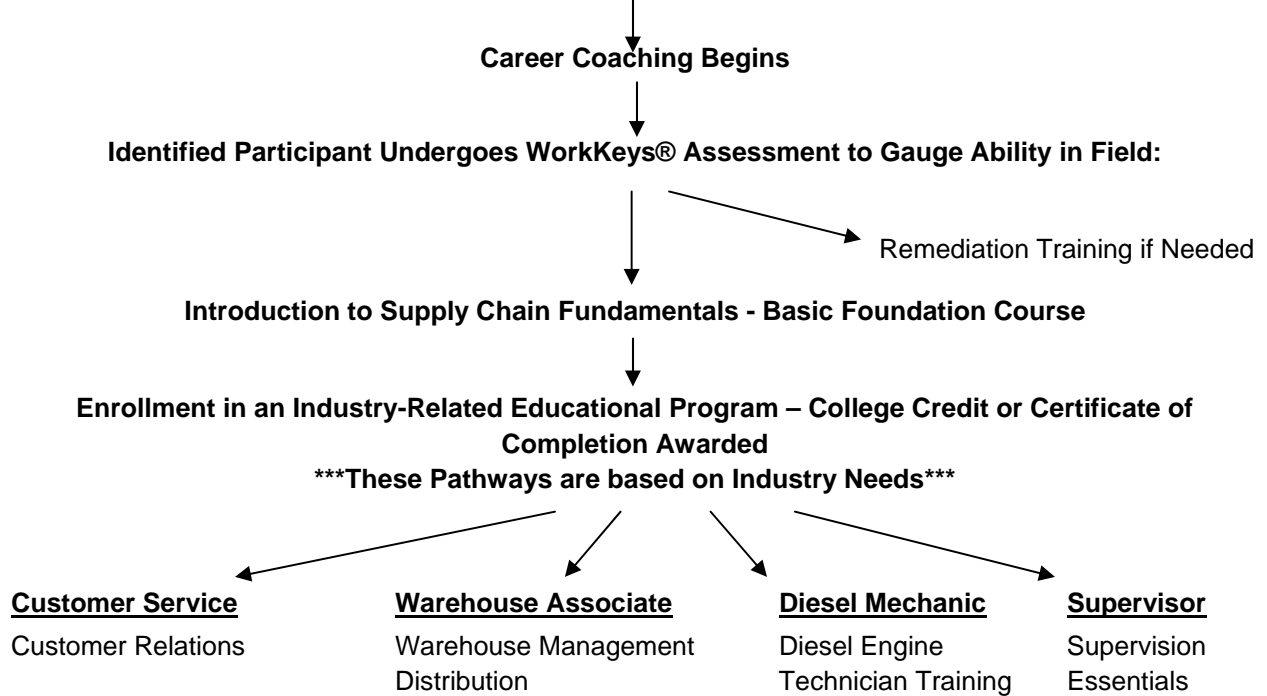 Career Coaching Begins
Identified Participant Undergoes WorkKeys® Assessment to Gauge Ability in Field:
Remediation Training if Needed
Introduction to Supply Chain Fundamentals - Basic Foundation Course
Enrollment in an Industry-Related Educational Program – College Credit or Certificate of
Completion Awarded
***These Pathways are based on Industry Needs***
Customer Service
Customer Relations
Warehouse Associate
Warehouse Management
Distribution
Diesel Mechanic
Diesel Engine
Technician Training
Supervisor
Supervision
Essentials